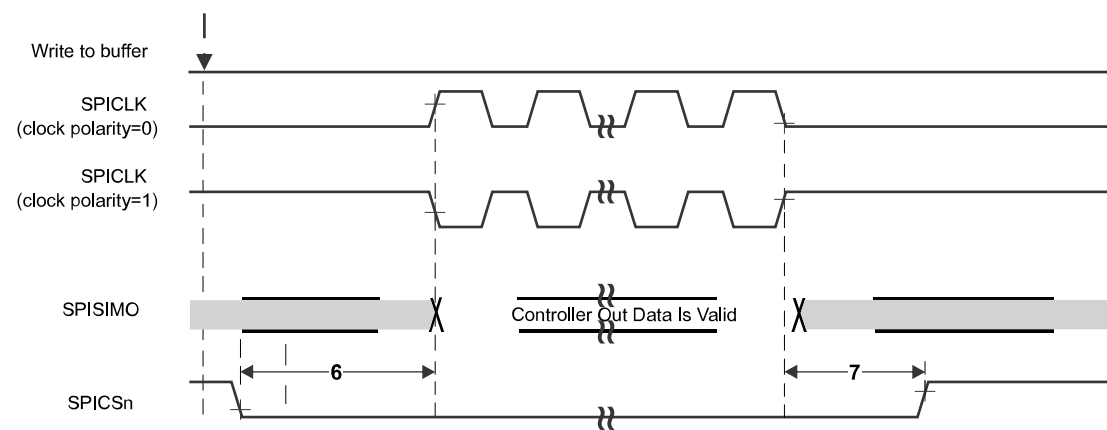 Write to buffer
SPICLK
(clock polarity=0)
SPICLK
(clock polarity=1)
SPISIMO
Controller Out Data Is Valid
6
7
SPICSn